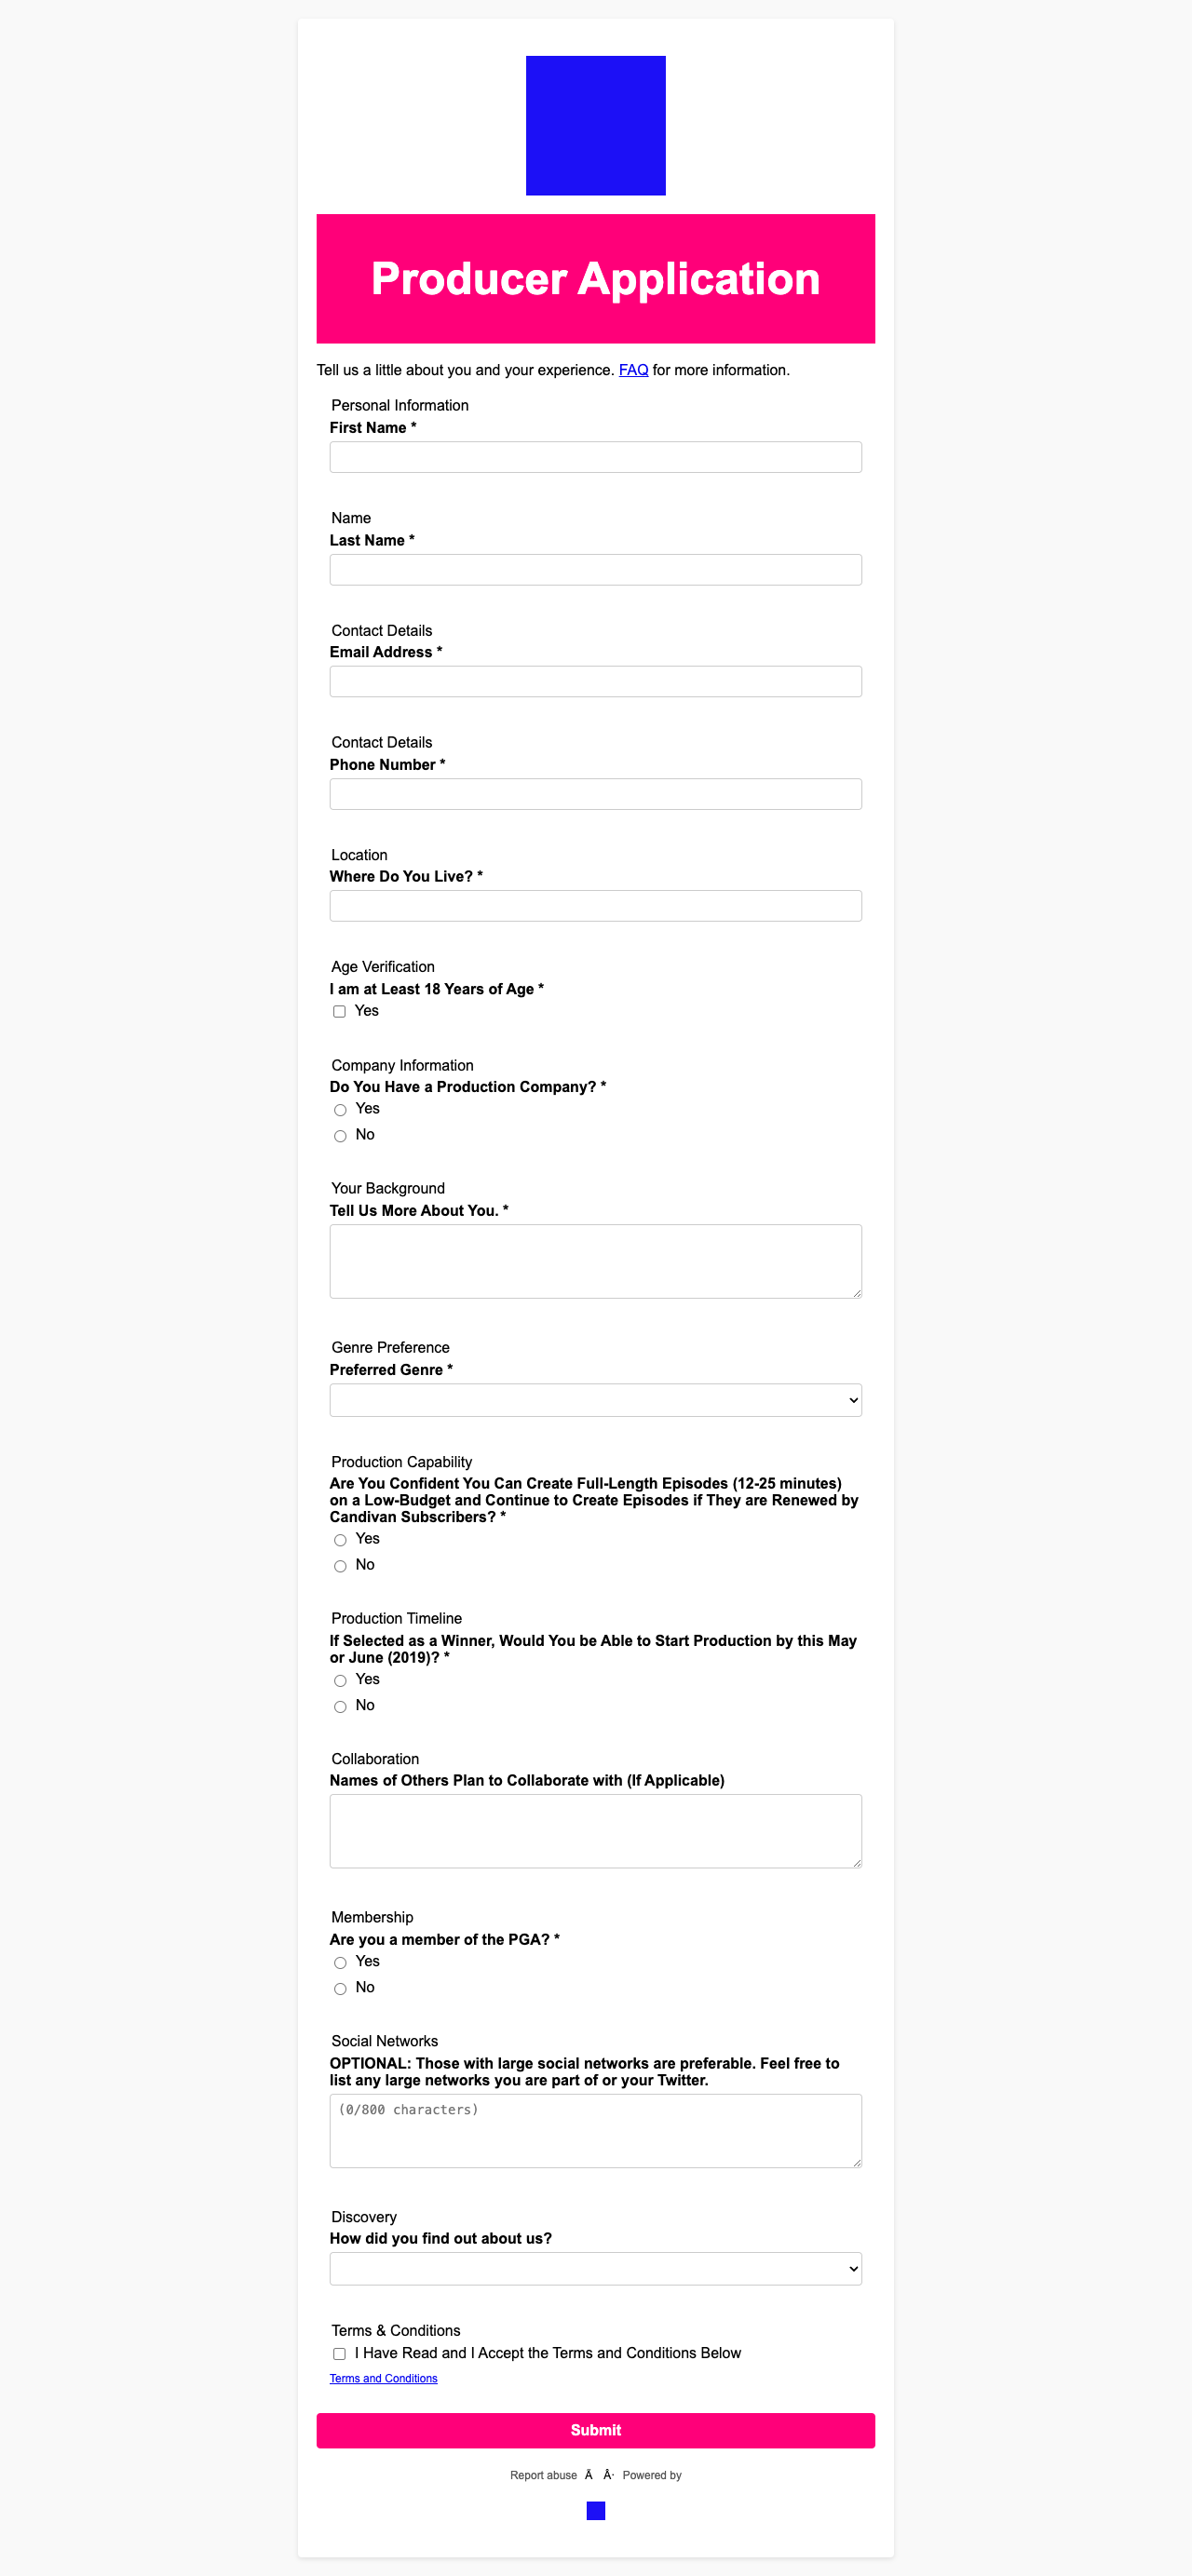 Producer Application
Tell us a little about you and your experience. FAQ for more information.
Personal Information
First Name *
Name
Last Name *
Contact Details
Email Address *
Contact Details
Phone Number *
Location
Where Do You Live? *
Age Verification
I am at Least 18 Years of Age *
Yes
Company Information
Do You Have a Production Company? *
Yes
No
Your Background
Tell Us More About You. *
Genre Preference
Preferred Genre *
Production Capability
Are You Confident You Can Create Full-Length Episodes (12-25 minutes)
on a Low-Budget and Continue to Create Episodes if They are Renewed by
Candivan Subscribers? *
Yes
No
Production Timeline
If Selected as a Winner, Would You be Able to Start Production by this May
or June (2019)? *
Yes
No
Collaboration
Names of Others Plan to Collaborate with (If Applicable)
Membership
Are you a member of the PGA? *
Yes
No
Social Networks
OPTIONAL: Those with large social networks are preferable. Feel free to
list any large networks you are part of or your Twitter.
(0/800 characters)
Discovery
How did you find out about us?
Terms & Conditions
I Have Read and I Accept the Terms and Conditions Below
Terms and Conditions
Submit
Report abuse Ã Â· Powered by